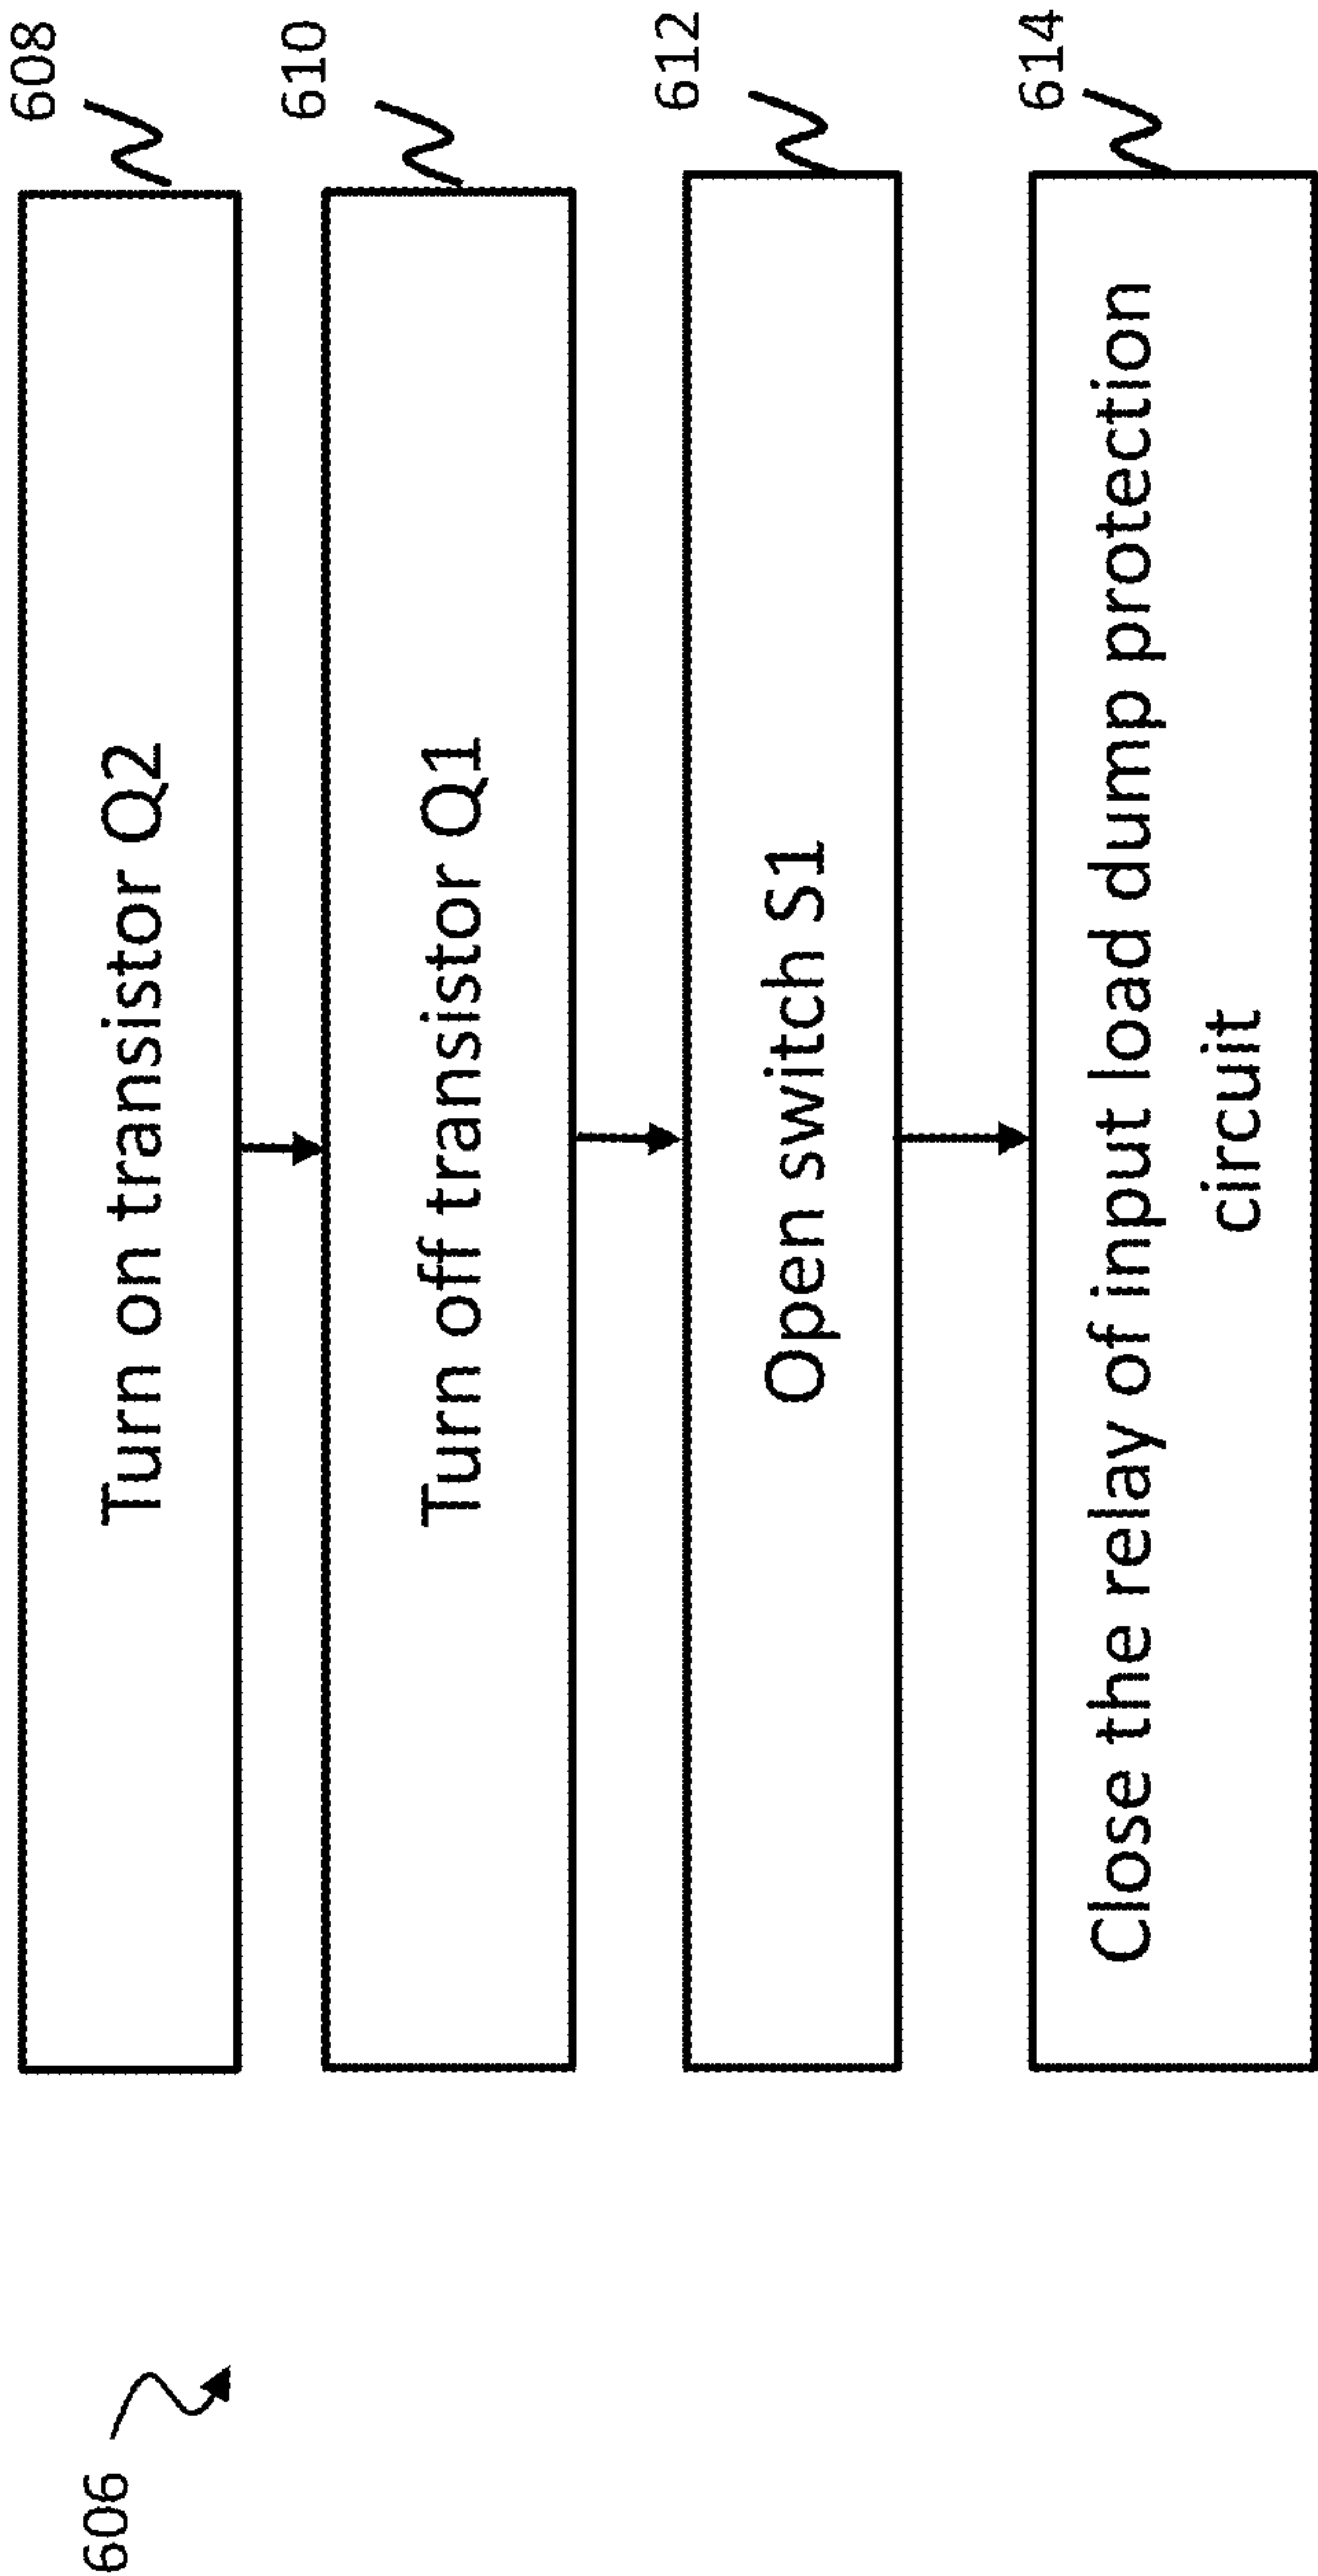 606
Turn on transistor Q2
608
Turn off transistor Q1
610
Open switch S1
612
Close the relay of input load dump protection
circuit
614